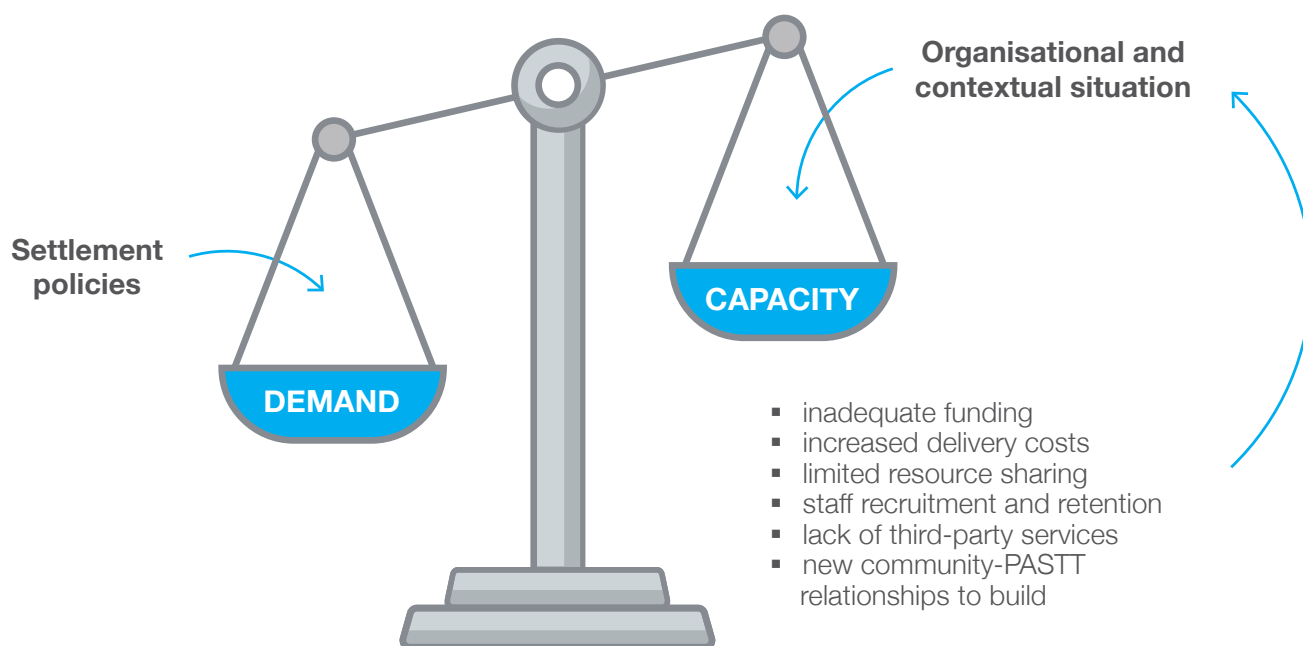 Organisational and
contextual situation
Settlement
policies
CAPACITY
DEMAND
▪ inadequate funding
▪ increased delivery costs
▪ limited resource sharing
▪ staff recruitment and retention
▪ lack of third-party services
▪ new community-PASTT
relationships to build